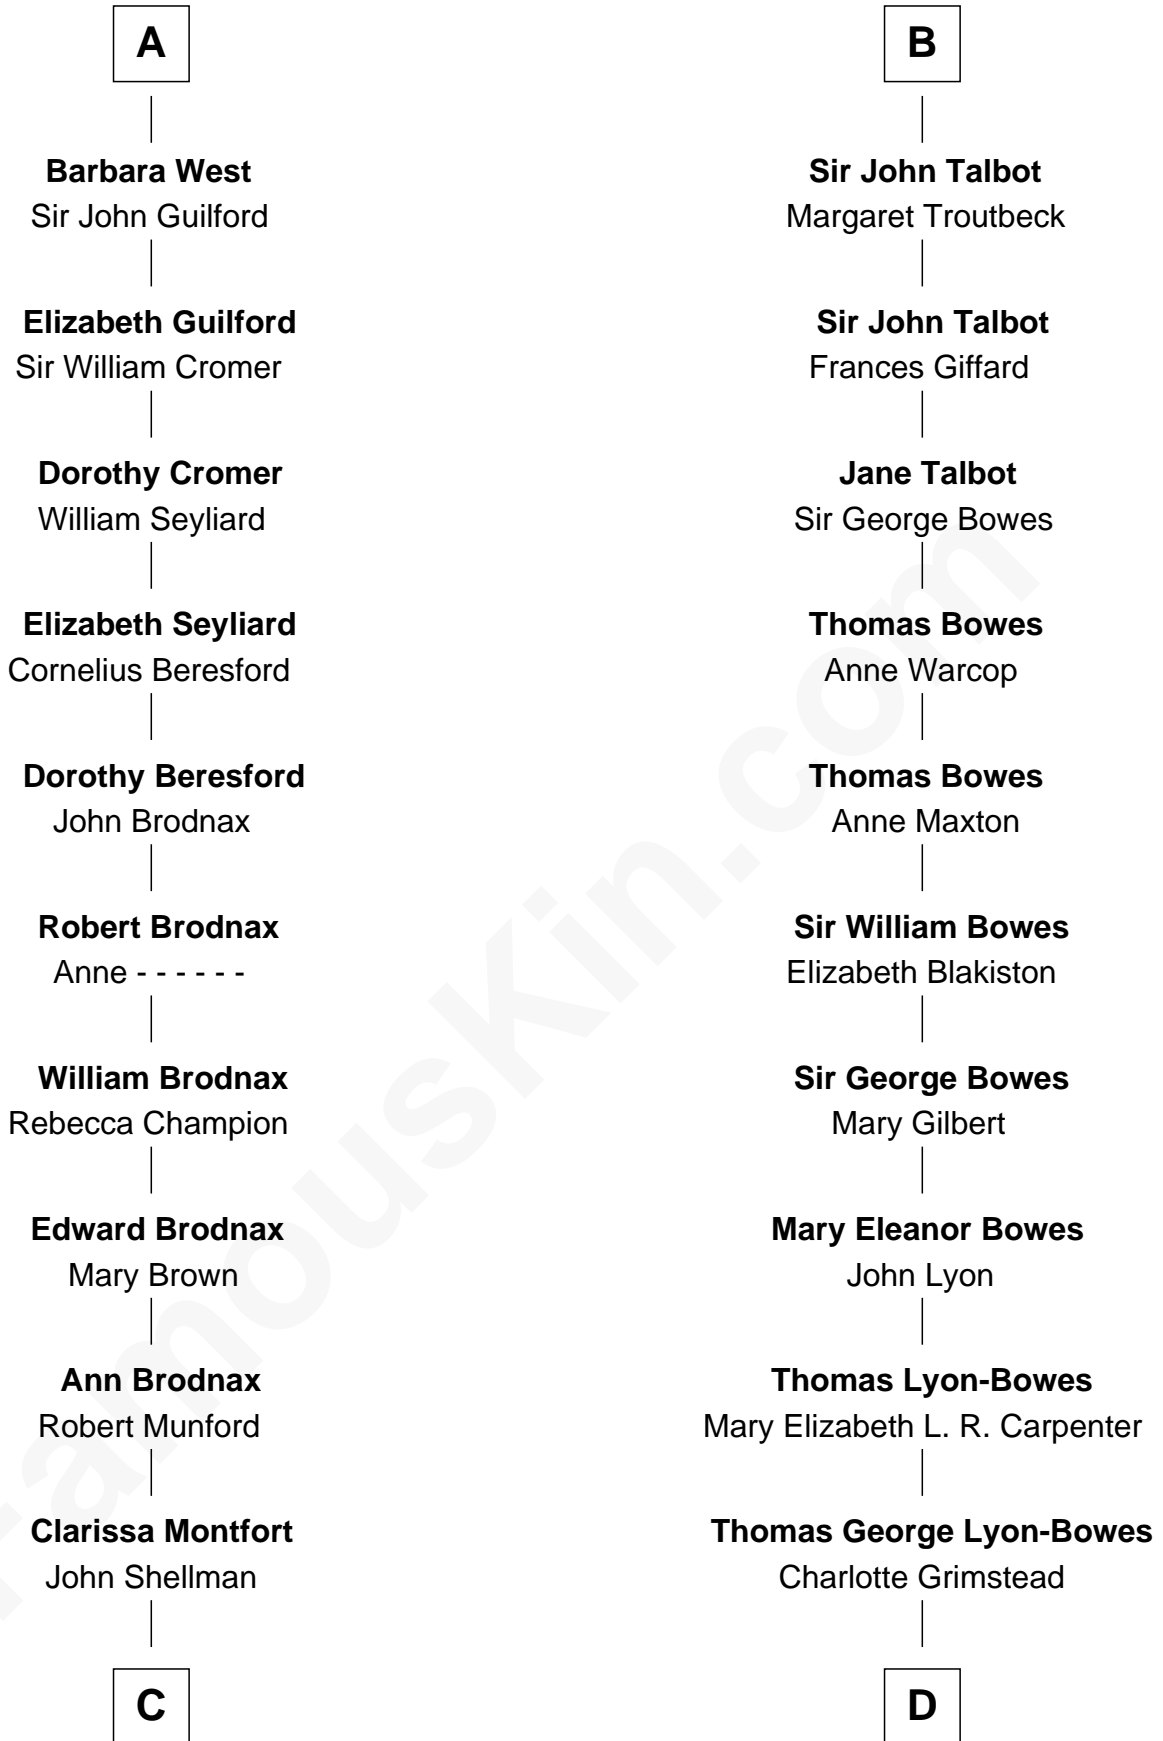 A
Barbara West
Sir John Guilford
Elizabeth Guilford
Sir William Cromer
Dorothy Cromer
William Seyliard
Elizabeth Seyliard
Cornelius Beresford
Dorothy Beresford
John Brodnax
Robert Brodnax
Anne - - - - - -
William Brodnax
Rebecca Champion
Edward Brodnax
Mary Brown
Ann Brodnax
Robert Munford
Clarissa Montfort
John Shellman
C
B
Sir John Talbot
Margaret Troutbeck
Sir John Talbot
Frances Giffard
Jane Talbot
Sir George Bowes
Thomas Bowes
Anne Warcop
Thomas Bowes
Anne Maxton
Sir William Bowes
Elizabeth Blakiston
Sir George Bowes
Mary Gilbert
Mary Eleanor Bowes
John Lyon
Thomas Lyon-Bowes
Mary Elizabeth L. R. Carpenter
Thomas George Lyon-Bowes
Charlotte Grimstead
D
FamousKin.com